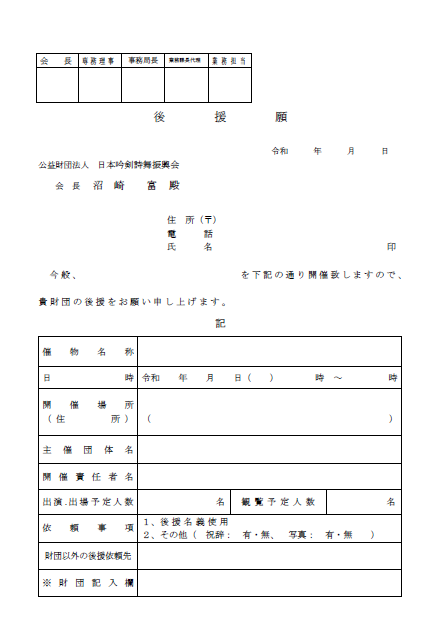 会　長　専務理事　事務局長　業務部長代理　業務担当
後　援　願
令和　　年　　月　　日
公益財団法人　日本吟剣詩舞振興会
会　長　沼　崎　富　殿
住　所（〒）
電　　話
氏　　名　　　　　　　　印
今般、　　　　　　　　を下記の通り開催致しますので、
貴財団の後援をお願い申し上げます。
記
催　物　名　称
日　　　　時　令和　　年　　月　　日（　　）　　　時　～　　　時
開　催　場　所
（住　　　所）　（　　　　　　　　）
主　催　団　体　名
開　催　責　任　者　名
出演.出場予定人数　　　　名　観覧予定人数　　　　名
依　頼　事　項　１、後援名義使用
２、その他（　祝辞：　有・無、　写真：　有・無　　）
財団以外の後援依頼先
※　財　団　記　入　欄